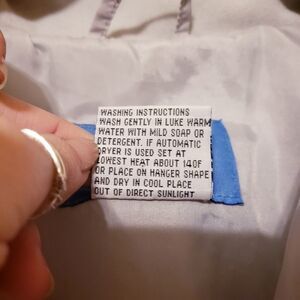 WASHING INSTRUCTIONS
WASH GENTLY IN LUKE WARM
WATER WITH MILD SOAP OR
DETERGENT. IF AUTOMATIC
DRYER IS USED SET AT
LOWEST HEAT ABOUT 140F
OR PLACE ON HANGER SHAPE
AND DRY IN COOL PLACE
OUT OF DIRECT SUNLIGHT